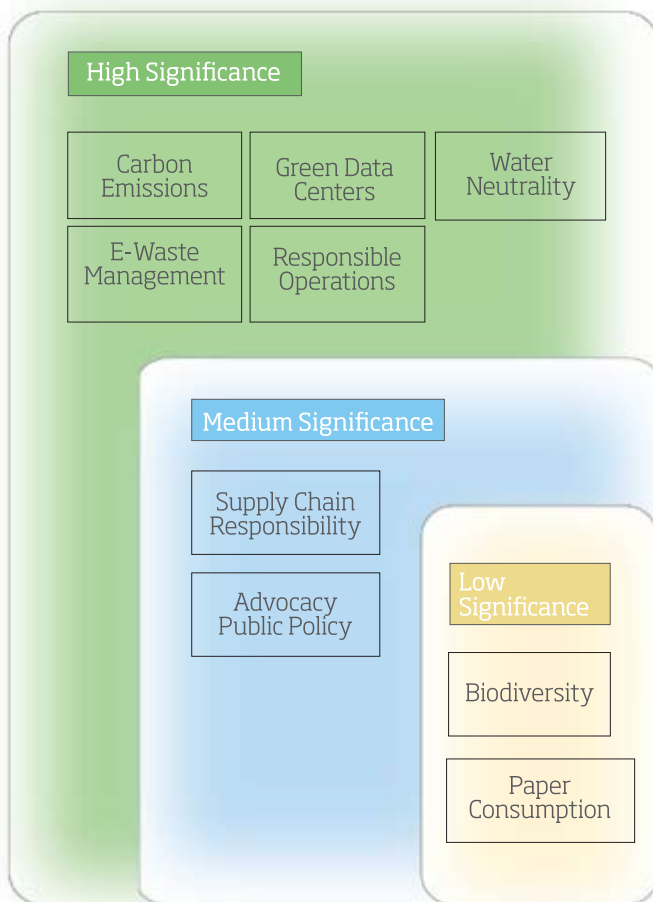 High Significance
Carbon
Emissions
Green Data
Centers
Water
Neutrality
E-Waste
Management
Responsible
Operations
Medium Significance
Supply Chain
Responsibility
Advocacy
Public Policy
Low
Significance
Biodiversity
Paper
Consumption